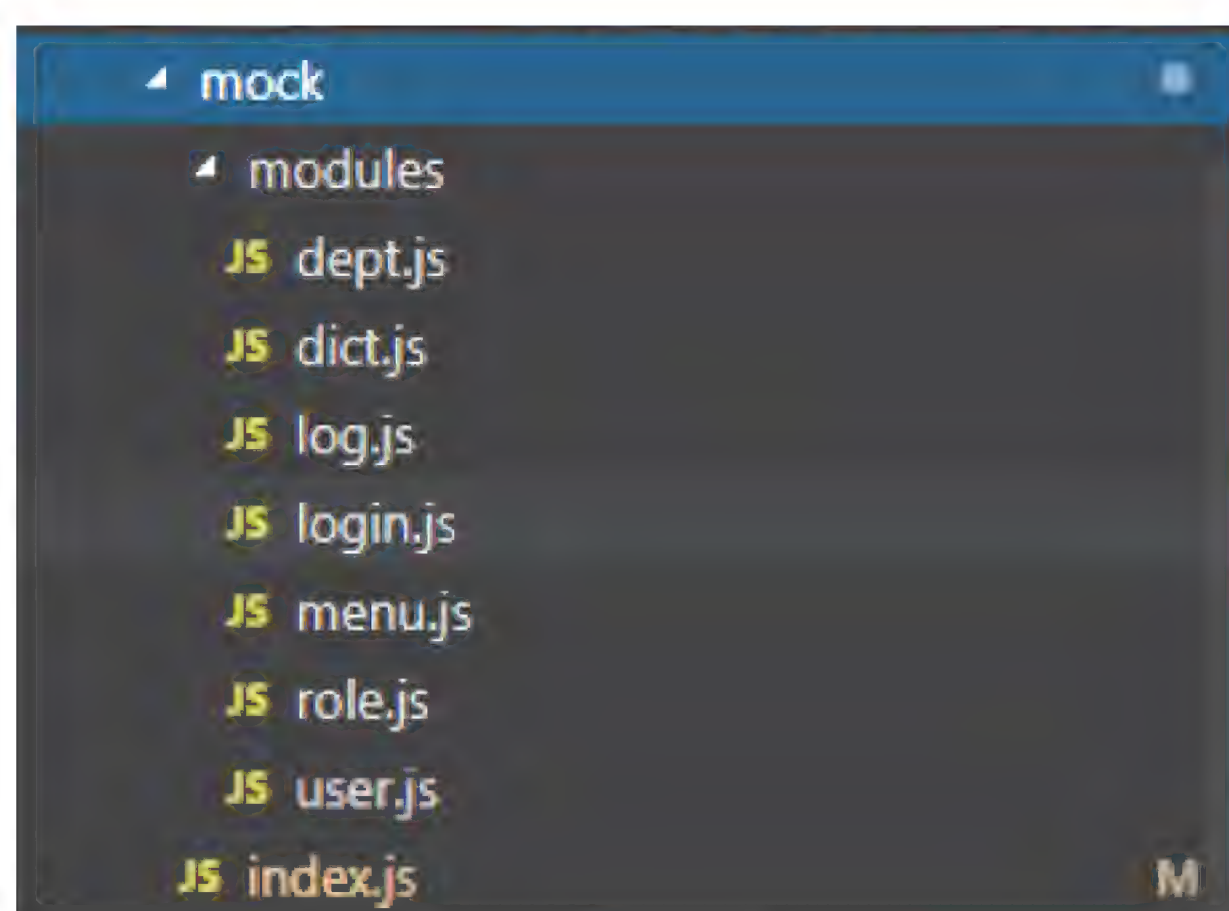 mock
modules
JS dept.js
JS dict.js
JS log.js
JS login.js
JS menu.js
JS role.js
JS user.js
JS index.js M